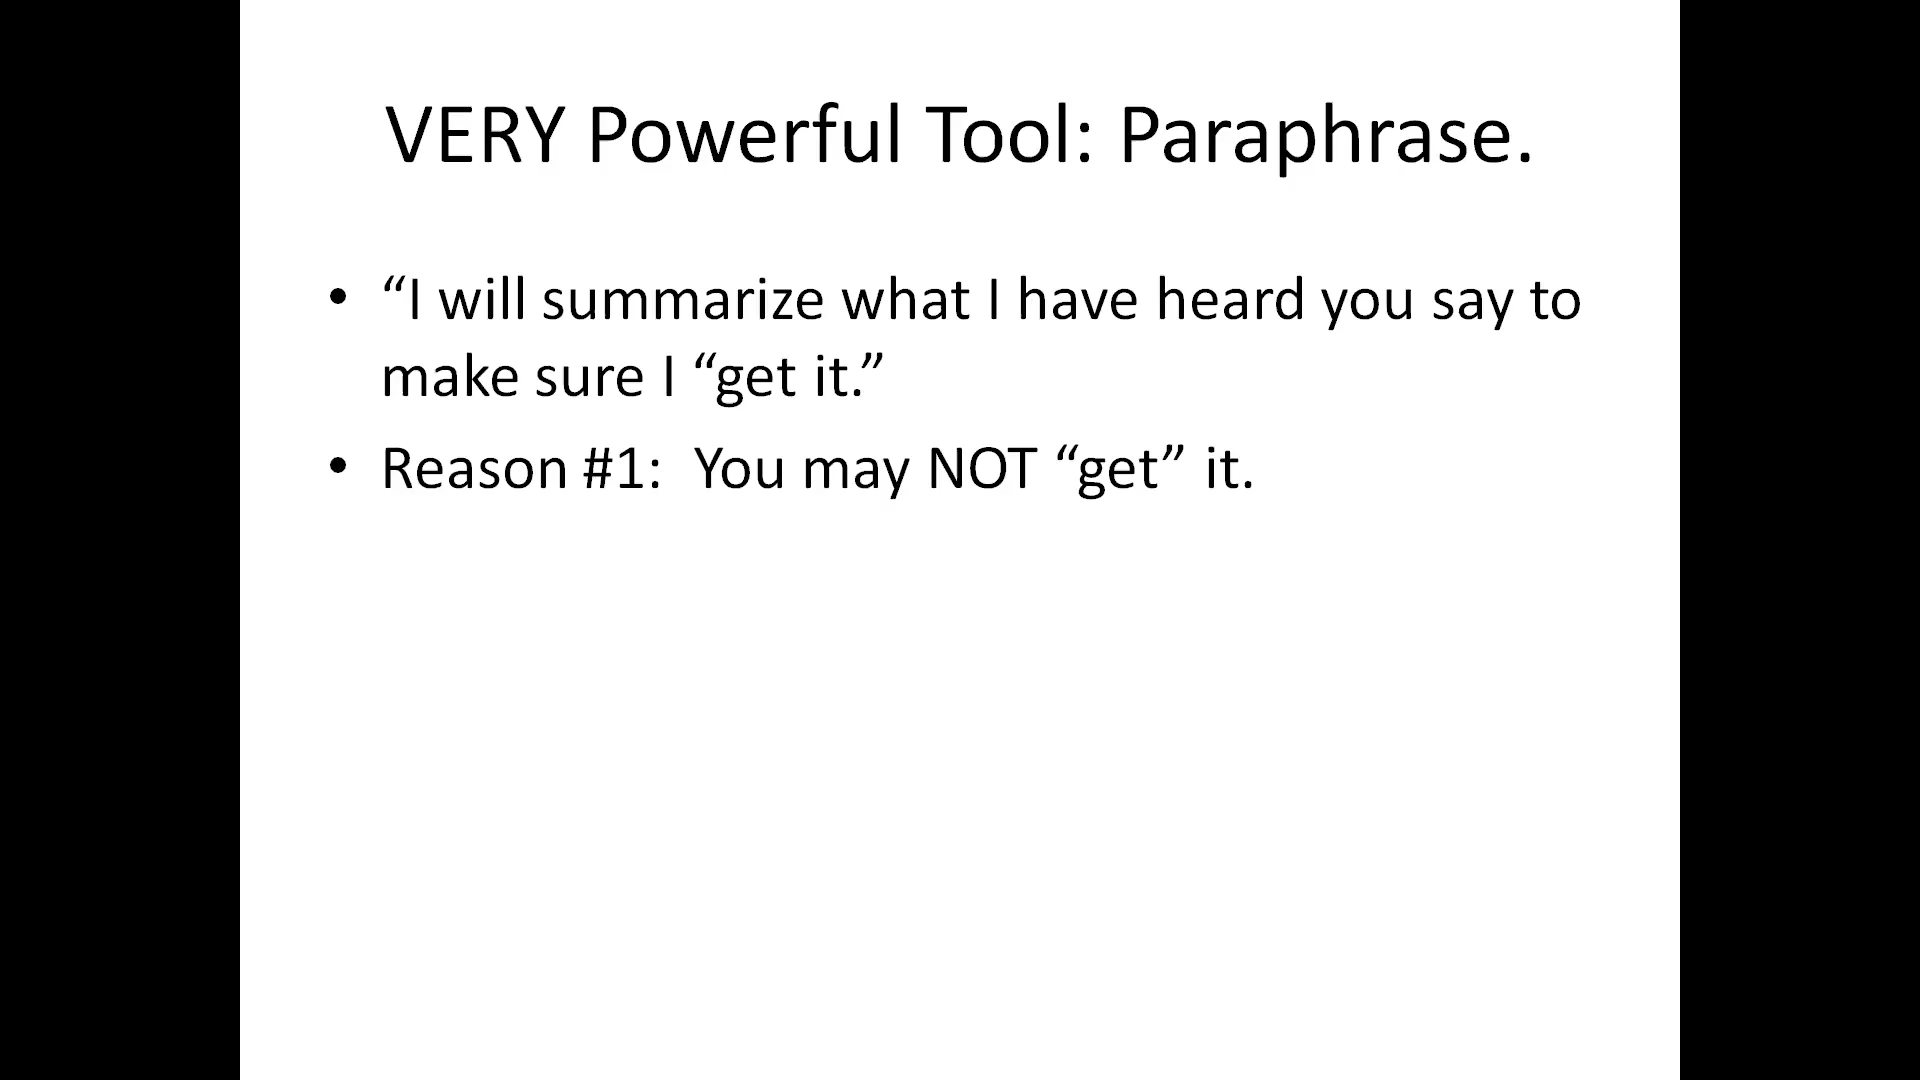 VERY Powerful Tool: Paraphrase.
• “I will summarize what I have heard you say to
make sure I “get it.”
• Reason #1:  You may NOT “get” it.